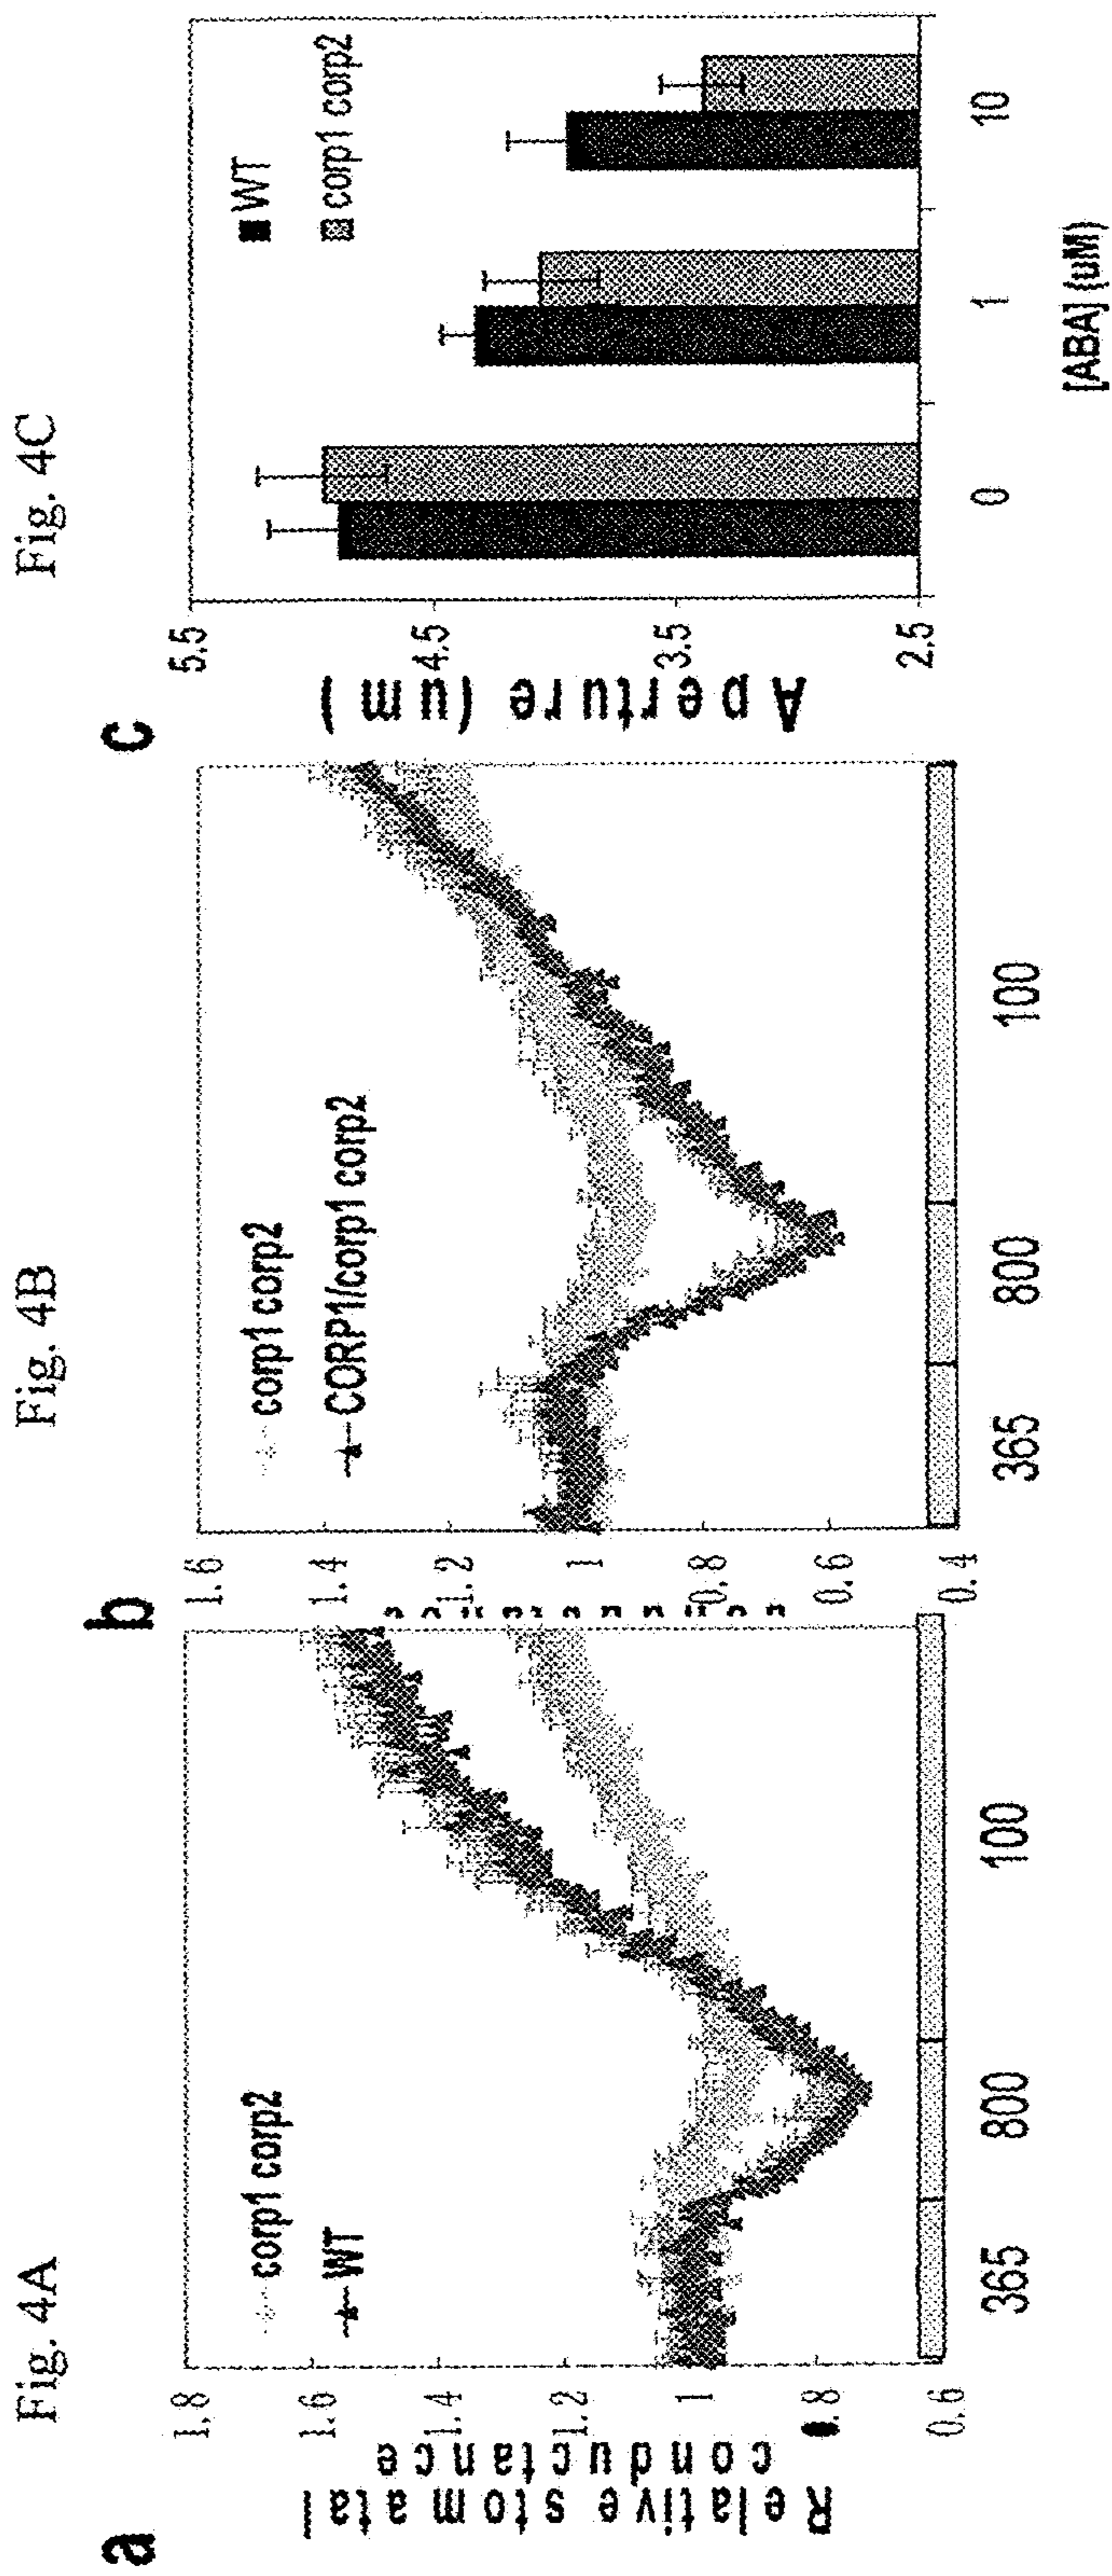 Fig. 4A
a
Relative stomatal
conductance
1.8
1.6
1.4
1.2
1
0.8
0.6
corp1 corp2
WT
365
800
100
Fig. 4B
b
1.6
1.4
1.2
1
0.8
0.6
0.4
corp1 corp2
CORP1/corp1 corp2
365
800
100
Fig. 4C
c
Aperture (um)
5.5
4.5
3.5
2.5
WT
corp1 corp2
0
1
10
[ABA] (uM)